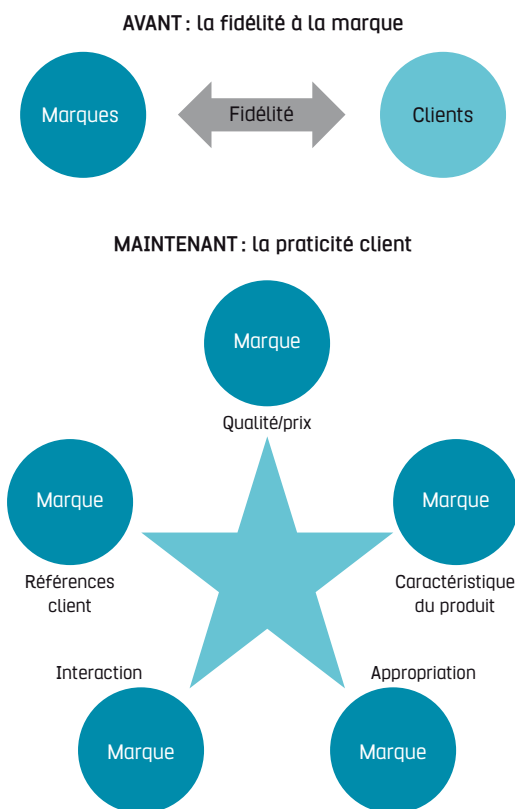 AVANT : la fidélité à la marque
Marques
Fidélité
Clients
MAINTENANT : la praticité client
Marque
Qualité/prix
Marque
Marque
Références
client
Caractéristique
du produit
Interaction
Appropriation
Marque
Marque